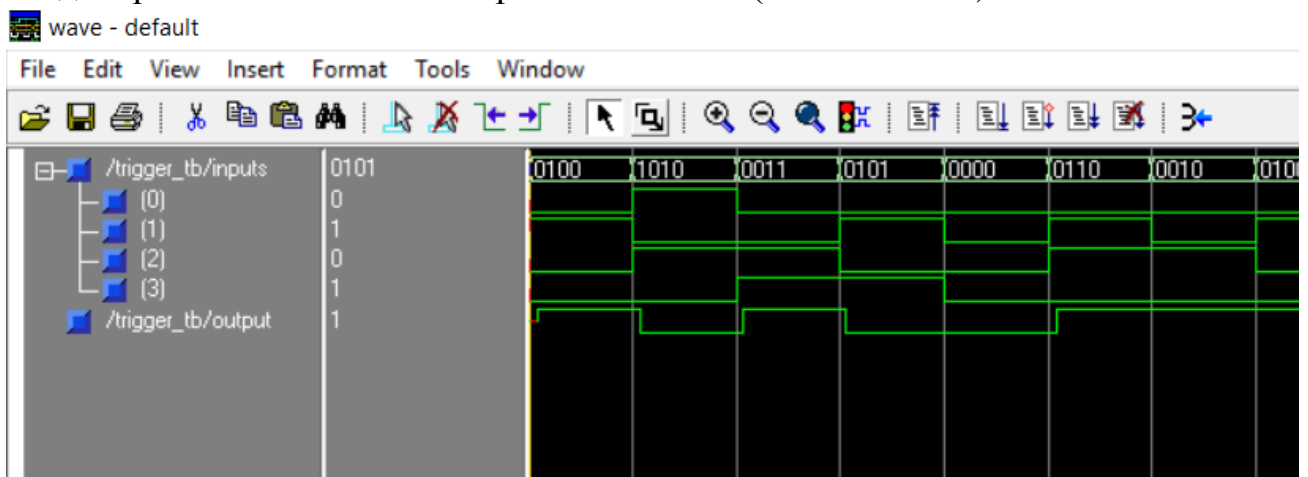 wave - default
File Edit View Insert Format Tools Window
/trigger_tb/inputs 0101 0100 1010 0011 0101 0000 0110 0010 010
(0) 0
(1) 1
(2) 0
(3) 1
/trigger_tb/output 1